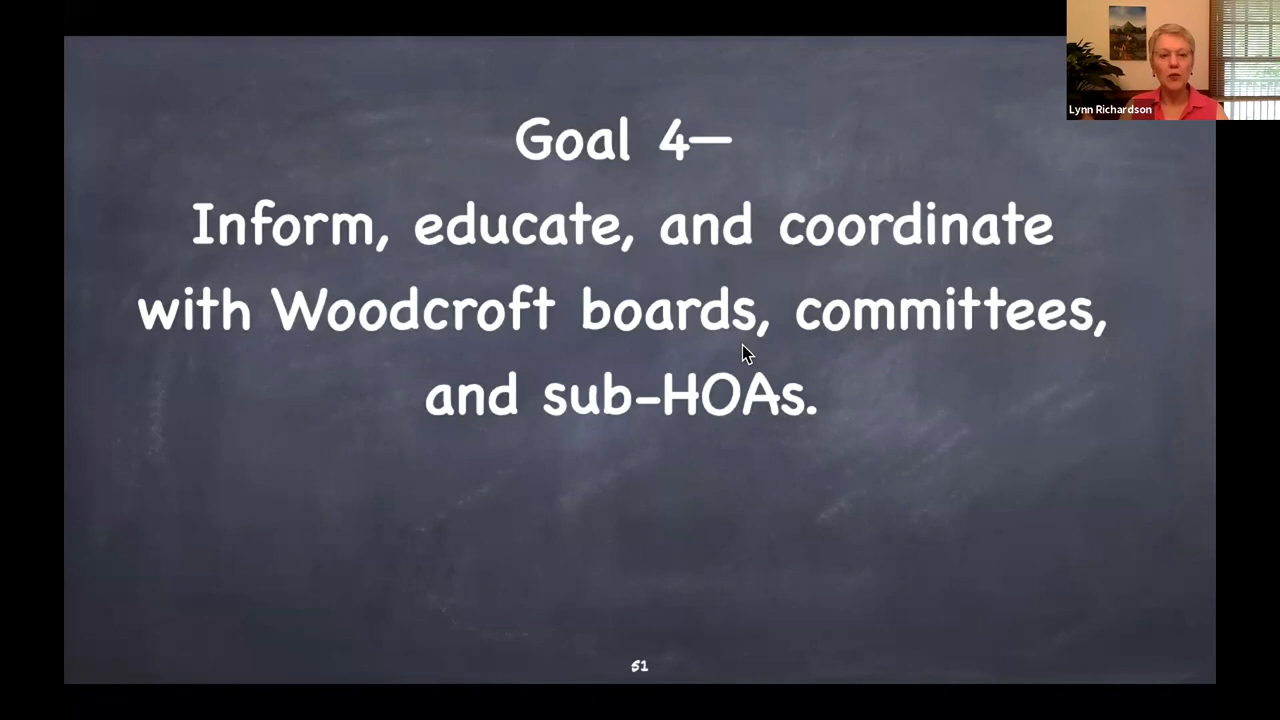 Lynn Richardson
Goal 4—
Inform, educate, and coordinate
with Woodcroft boards, committees,
and sub-HOAs.
51